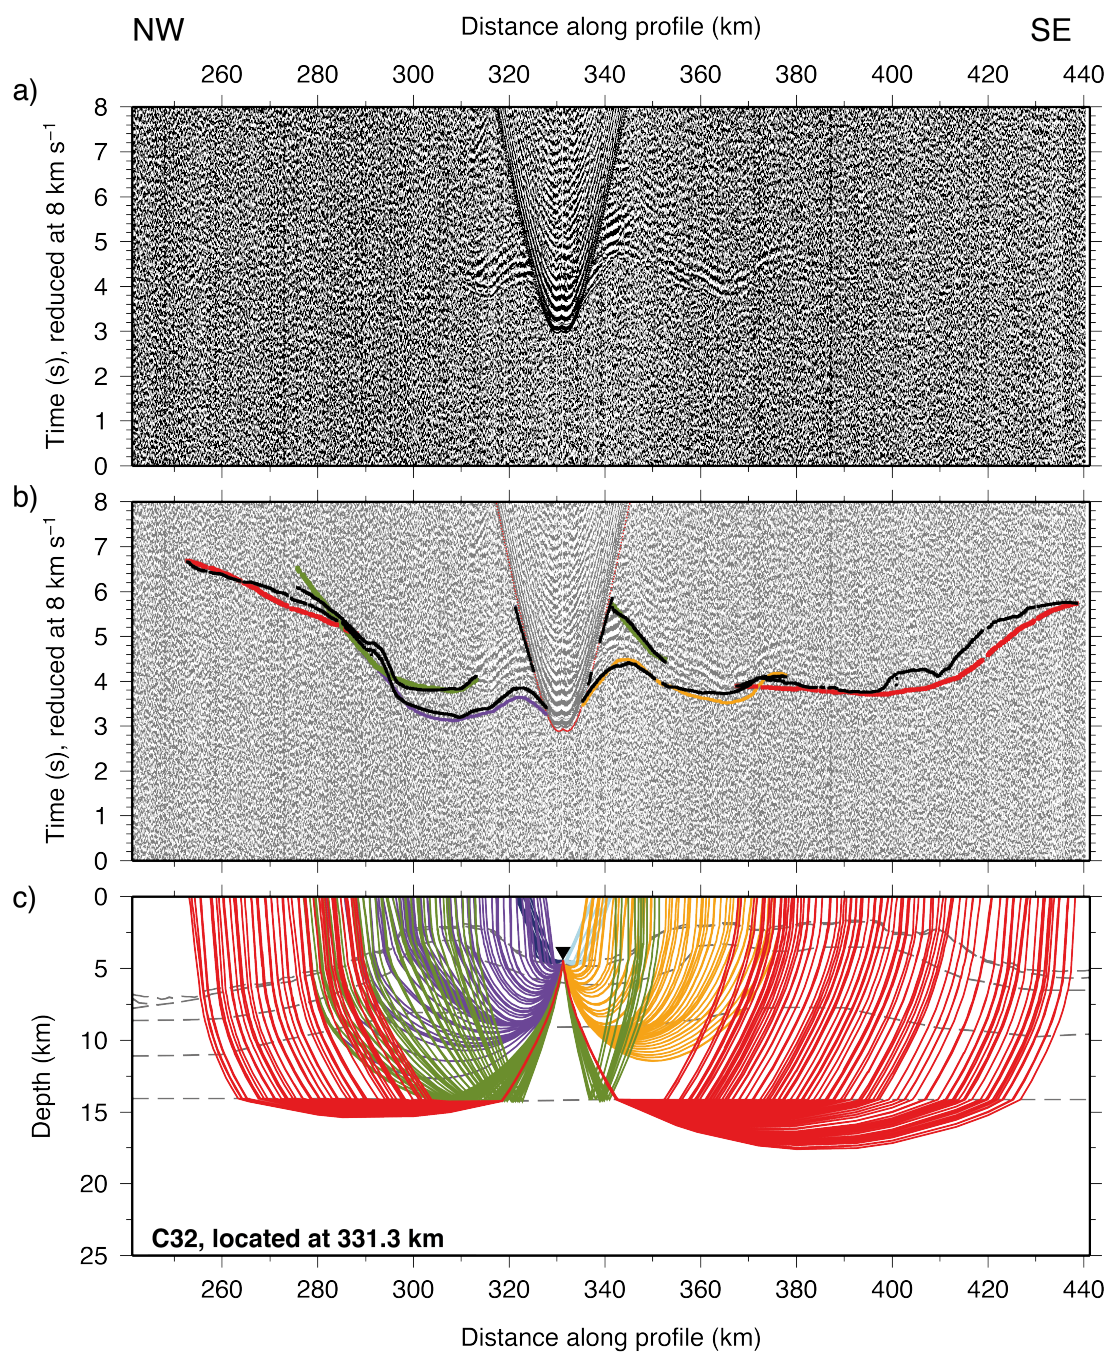 NW
Distance along profile (km)
SE
260 280 300 320 340 360 380 400 420 440
a)
8
7
6
5
4
3
2
1
0
Time (s), reduced at 8 km s⁻¹
b)
8
7
6
5
4
3
2
1
0
Time (s), reduced at 8 km s⁻¹
c)
0
5
10
15
20
25
Depth (km)
C32, located at 331.3 km
260 280 300 320 340 360 380 400 420 440
Distance along profile (km)